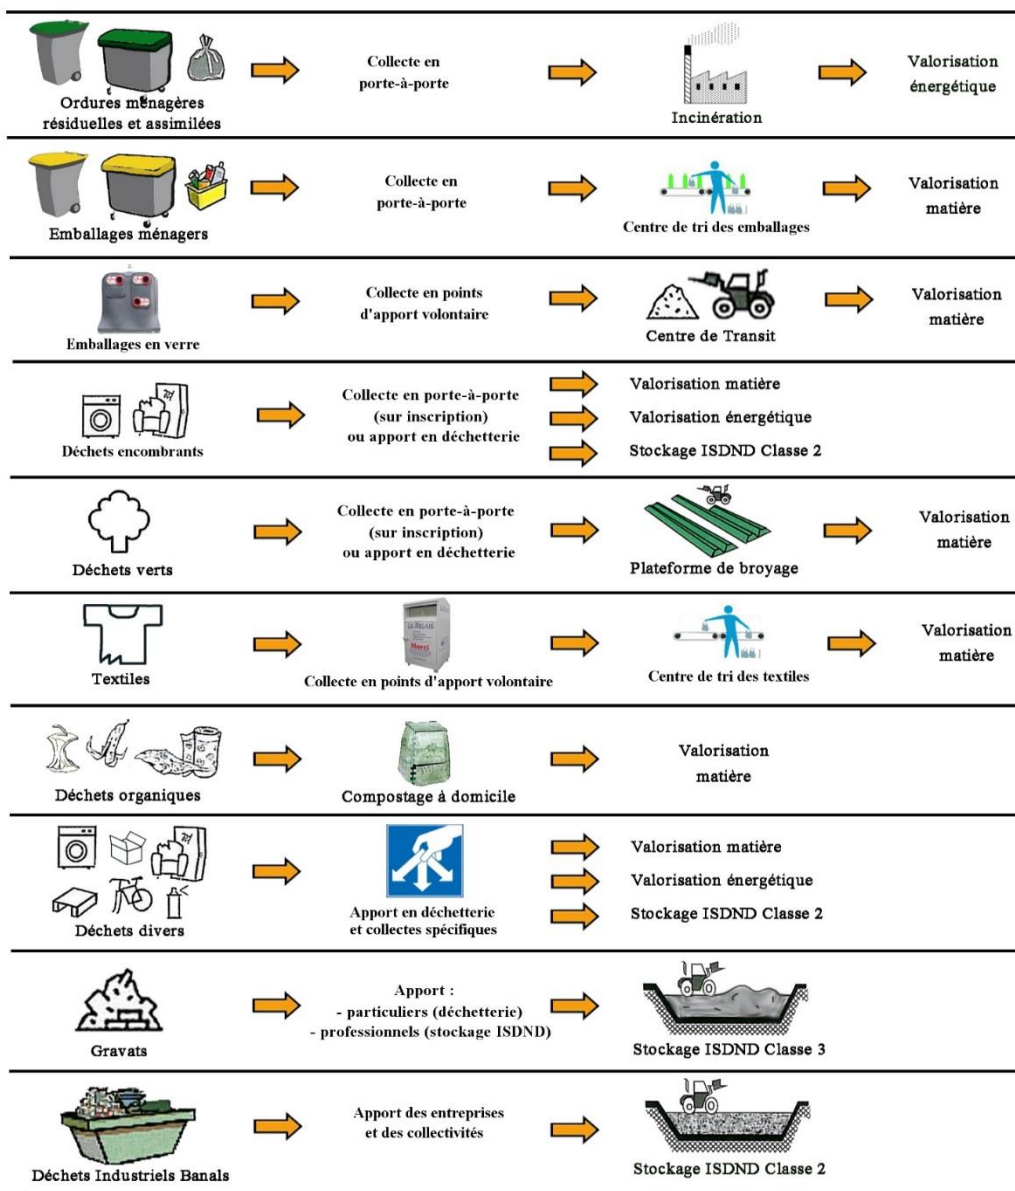 Ordures ménagères
résiduelles et assimilées
Collecte en
porte-à-porte
Incinération
Valorisation
énergétique
Emballages ménagers
Collecte en
porte-à-porte
Centre de tri des emballages
Valorisation
matière
Emballages en verre
Collecte en points
d'apport volontaire
Centre de Transit
Valorisation
matière
Déchets encombrants
Collecte en porte-à-porte
(sur inscription)
ou apport en déchetterie
Valorisation matière
Valorisation énergétique
Stockage ISDND Classe 2
Déchets verts
Collecte en porte-à-porte
(sur inscription)
ou apport en déchetterie
Plateforme de broyage
Valorisation
matière
Textiles
Le Relais
Merci
Collecte en points d'apport volontaire
Centre de tri des textiles
Valorisation
matière
Déchets organiques
Compostage à domicile
Valorisation
matière
Déchets divers
Apport en déchetterie
et collectes spécifiques
Valorisation matière
Valorisation énergétique
Stockage ISDND Classe 2
Gravats
Apport :
- particuliers (déchetterie)
- professionnels (stockage ISDND)
Stockage ISDND Classe 3
Déchets Industriels Banals
Apport des entreprises
et des collectivités
Stockage ISDND Classe 2